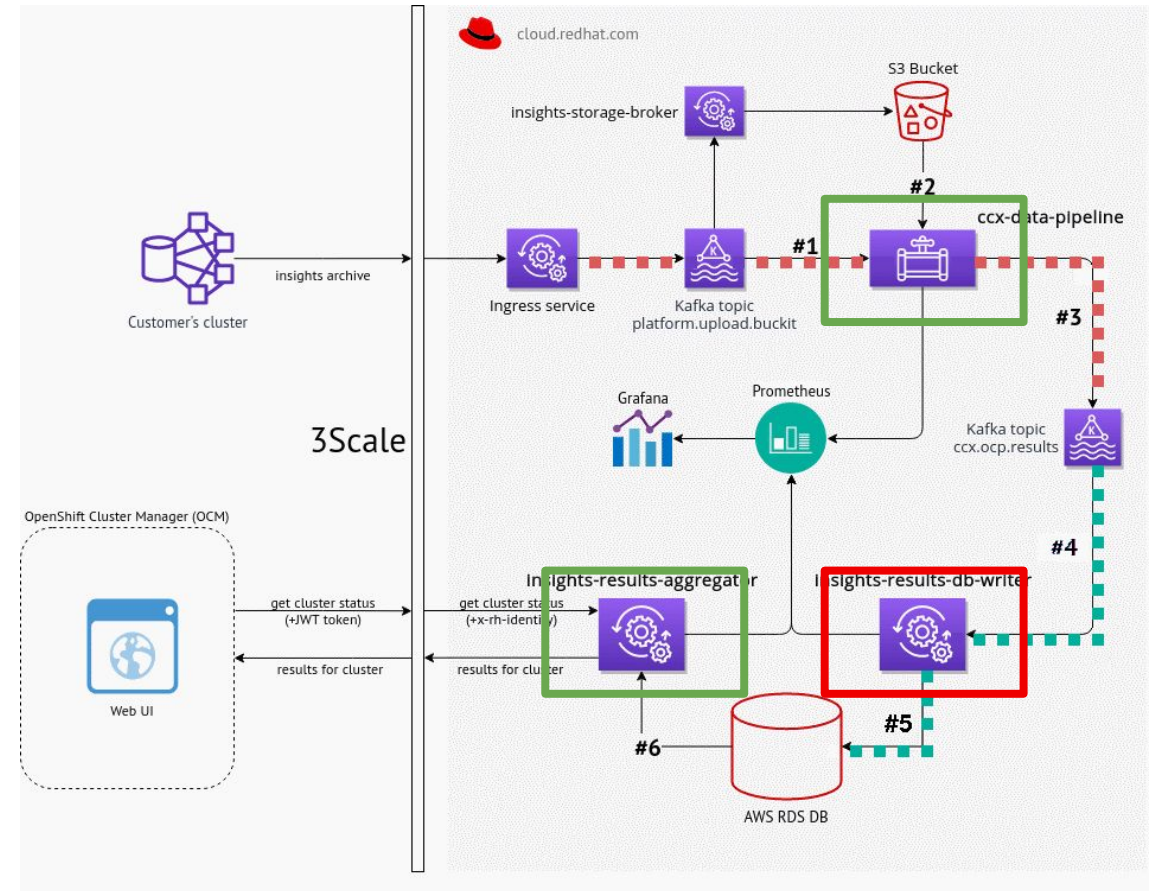 cloud.redhat.com
S3 Bucket
insights-storage-broker
#2
ccx-data-pipeline
#1
insights archive
Ingress service
Kafka topic
platform.upload.buckit
Customer's cluster
#3
Grafana
Prometheus
3Scale
Kafka topic
ccx.ocp.results
OpenShift Cluster Manager (OCM)
#4
insights-results-aggregator
insights-results-db-writer
get cluster status
(+JWT token)
get cluster status
(+x-rh-identity)
results for cluster
results for cluster
Web UI
#5
#6
AWS RDS DB